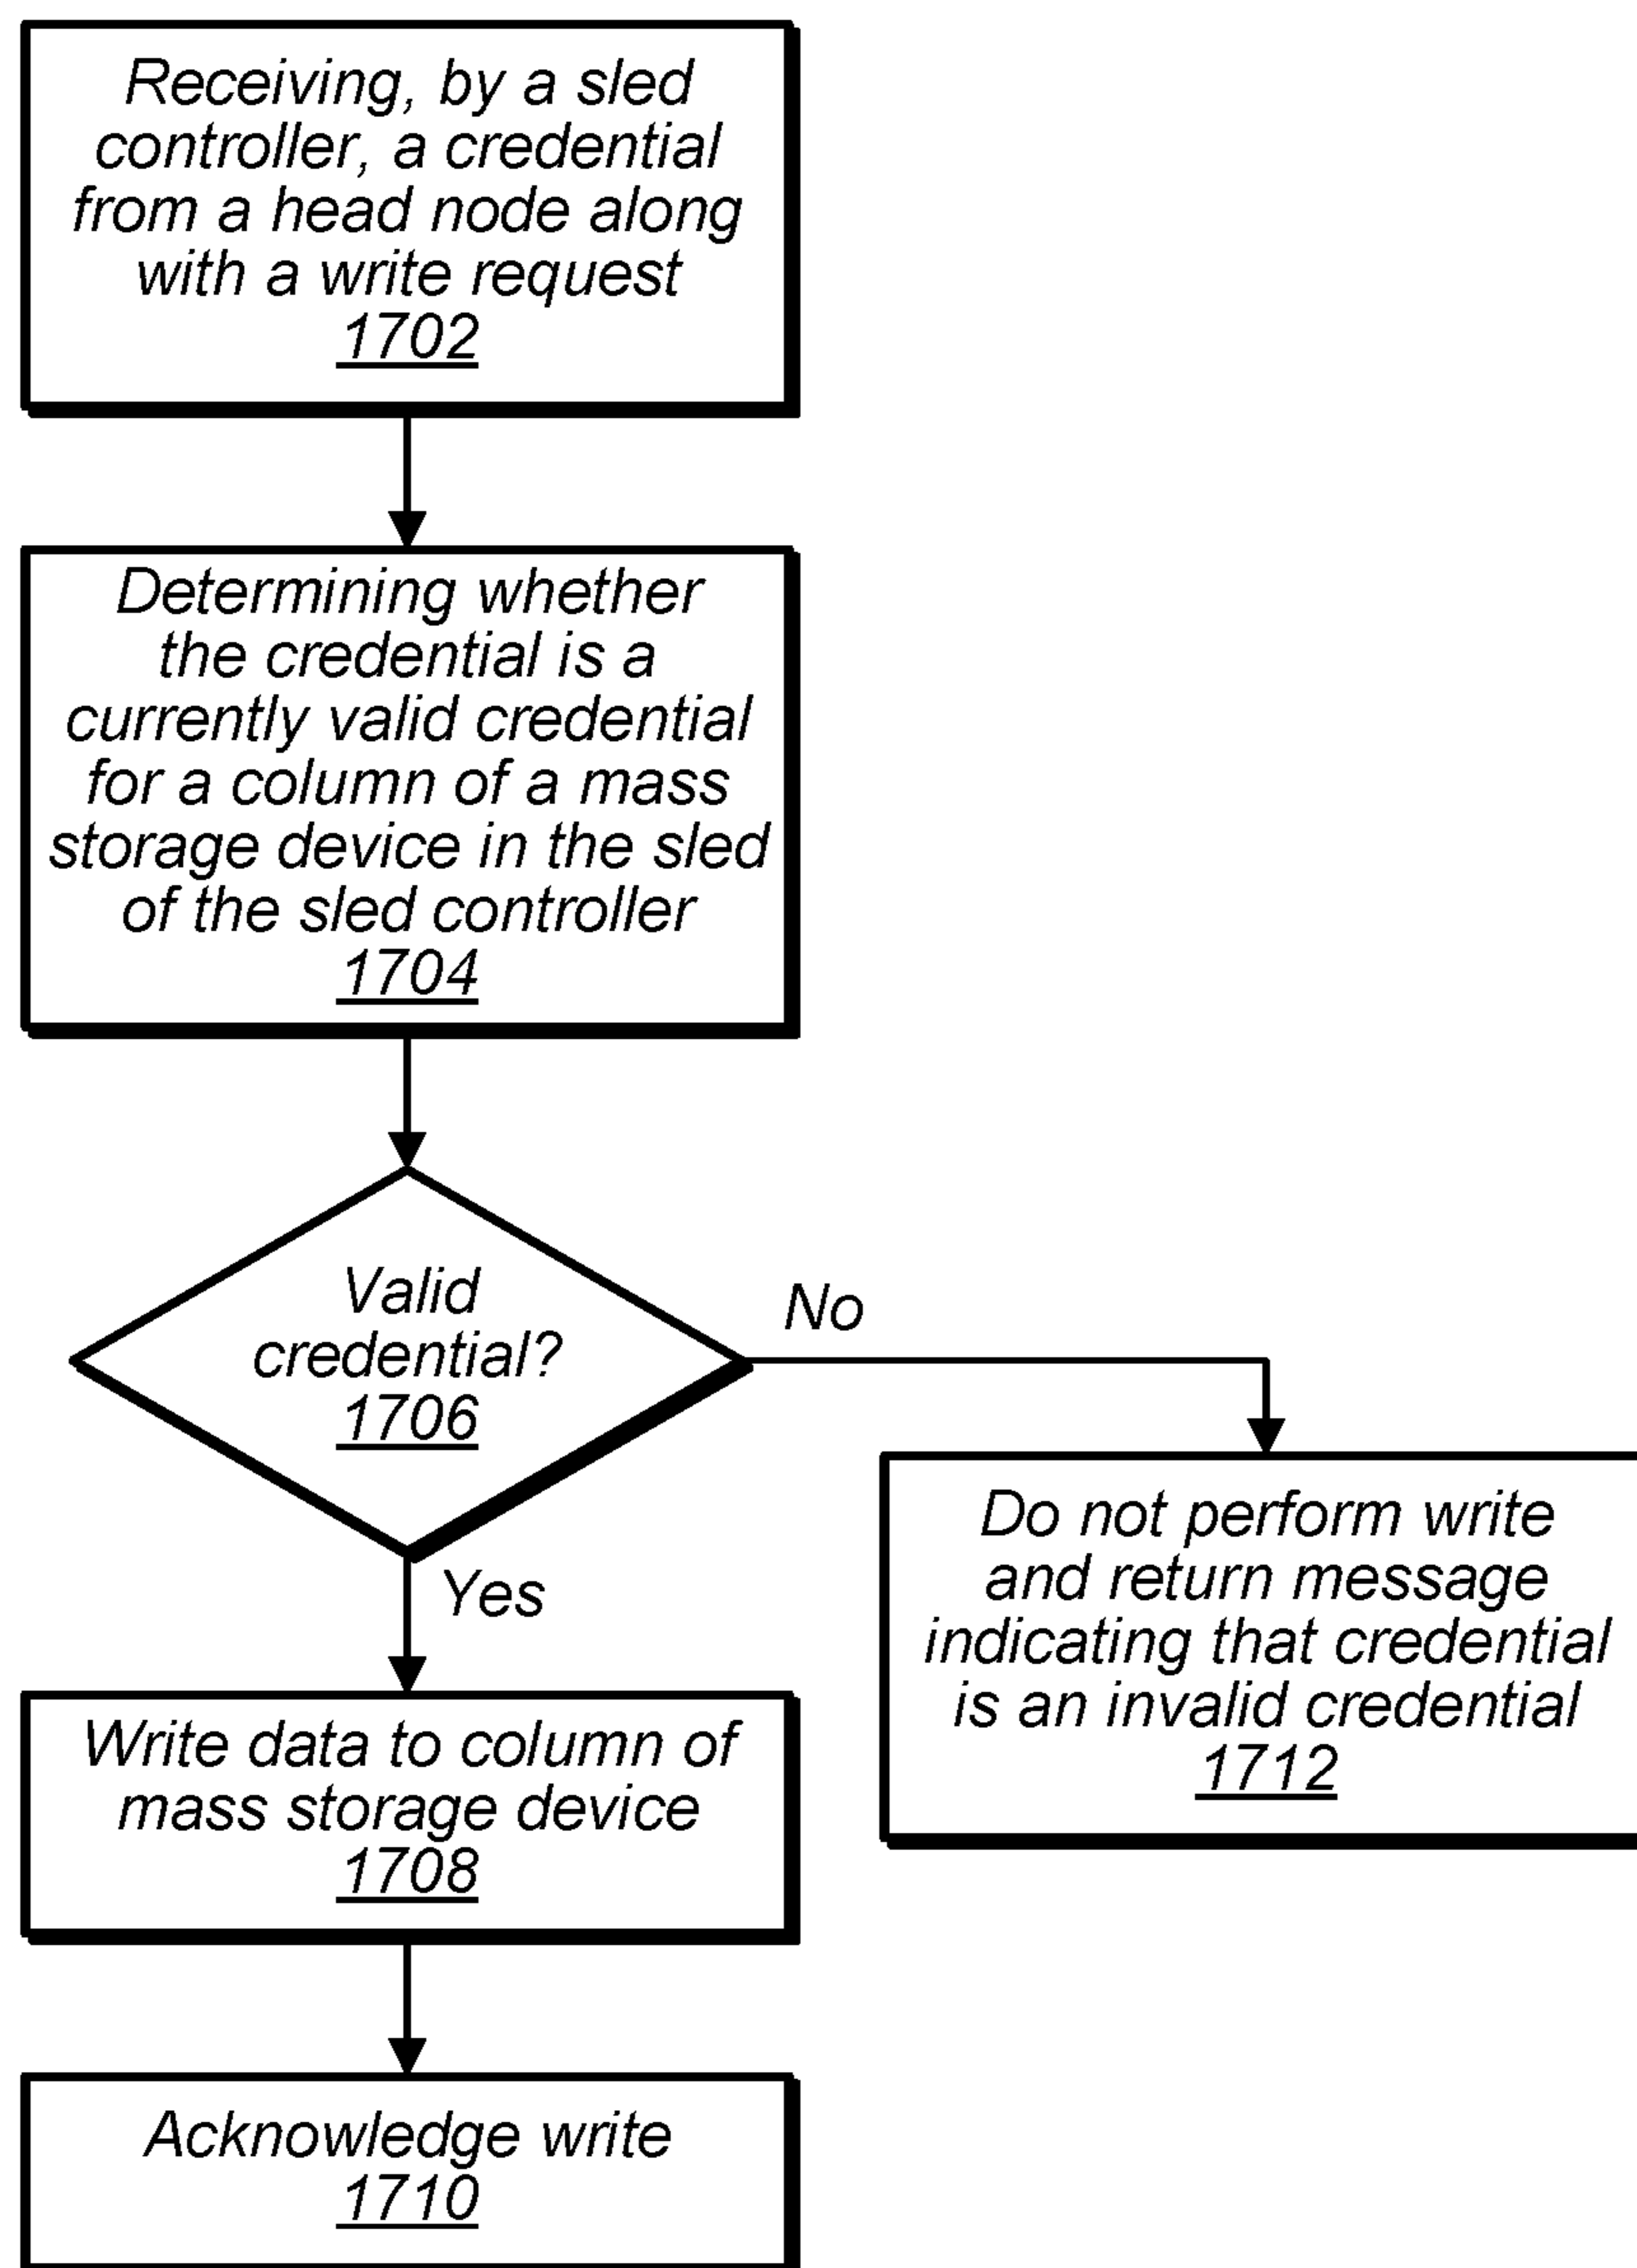 Receiving, by a sled
controller, a credential
from a head node along
with a write request
1702
Determining whether
the credential is a
currently valid credential
for a column of a mass
storage device in the sled
of the sled controller
1704
Valid
credential?
1706
No
Yes
Do not perform write
and return message
indicating that credential
is an invalid credential
1712
Write data to column of
mass storage device
1708
Acknowledge write
1710